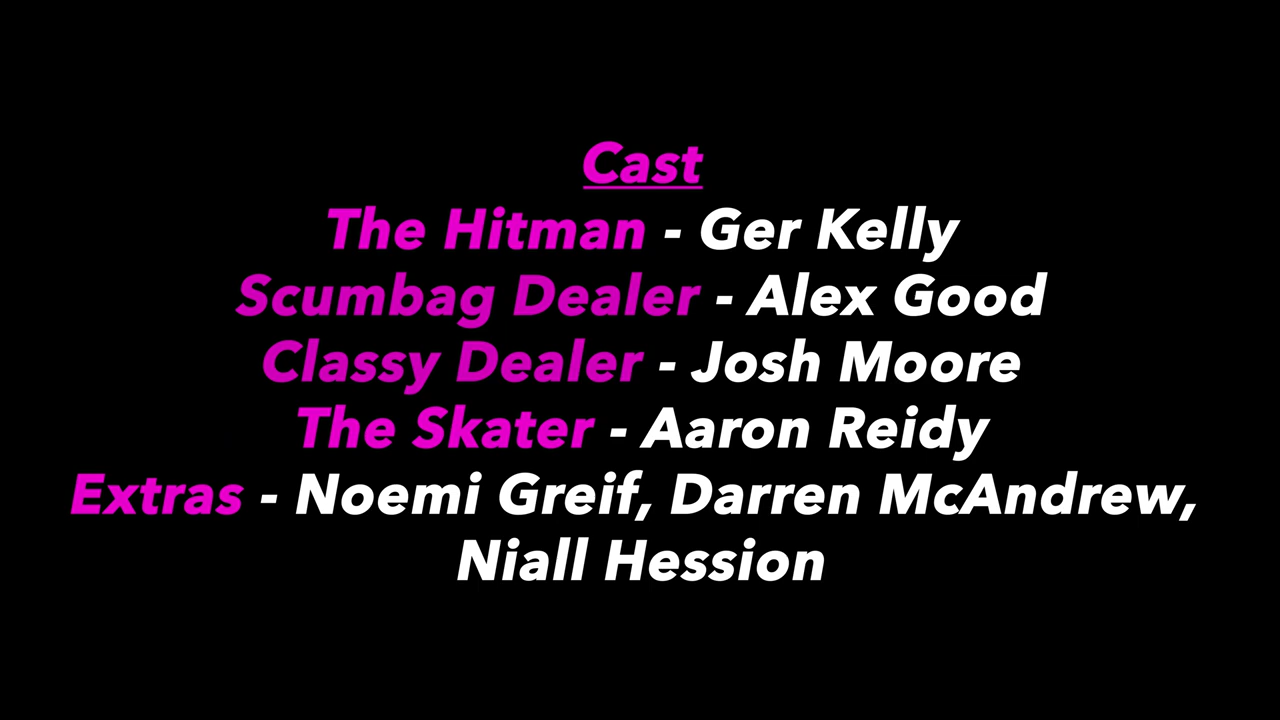 Cast
The Hitman - Ger Kelly
Scumbag Dealer - Alex Good
Classy Dealer - Josh Moore
The Skater - Aaron Reidy
Extras - Noemi Greif, Darren McAndrew,
Niall Hession